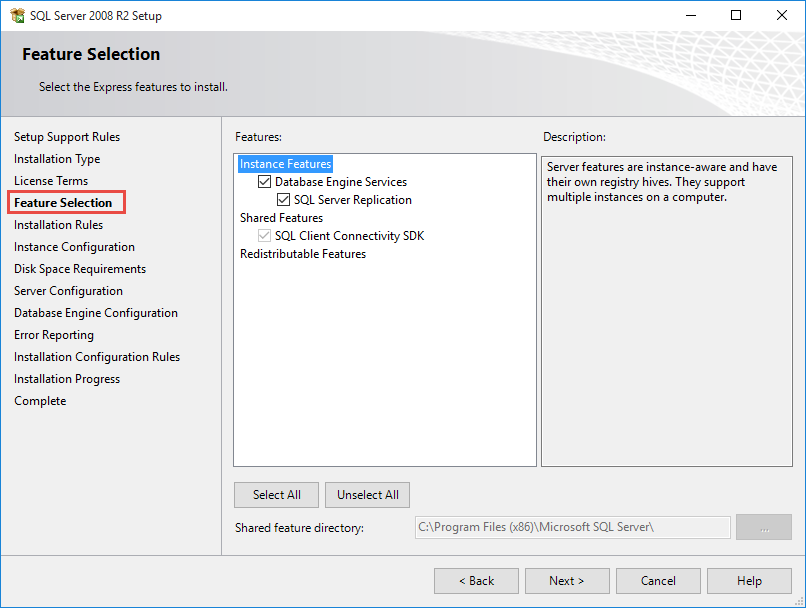 SQL Server 2008 R2 Setup
Feature Selection
Select the Express features to install.
Setup Support Rules
Installation Type
License Terms
Feature Selection
Installation Rules
Instance Configuration
Disk Space Requirements
Server Configuration
Database Engine Configuration
Error Reporting
Installation Configuration Rules
Installation Progress
Complete
Features:
Instance Features
Database Engine Services
SQL Server Replication
Shared Features
SQL Client Connectivity SDK
Redistributable Features
Description:
Server features are instance-aware and have
their own registry hives. They support
multiple instances on a computer.
Select All
Unselect All
Shared feature directory:
C:\Program Files (x86)\Microsoft SQL Server\
...
< Back
Next >
Cancel
Help